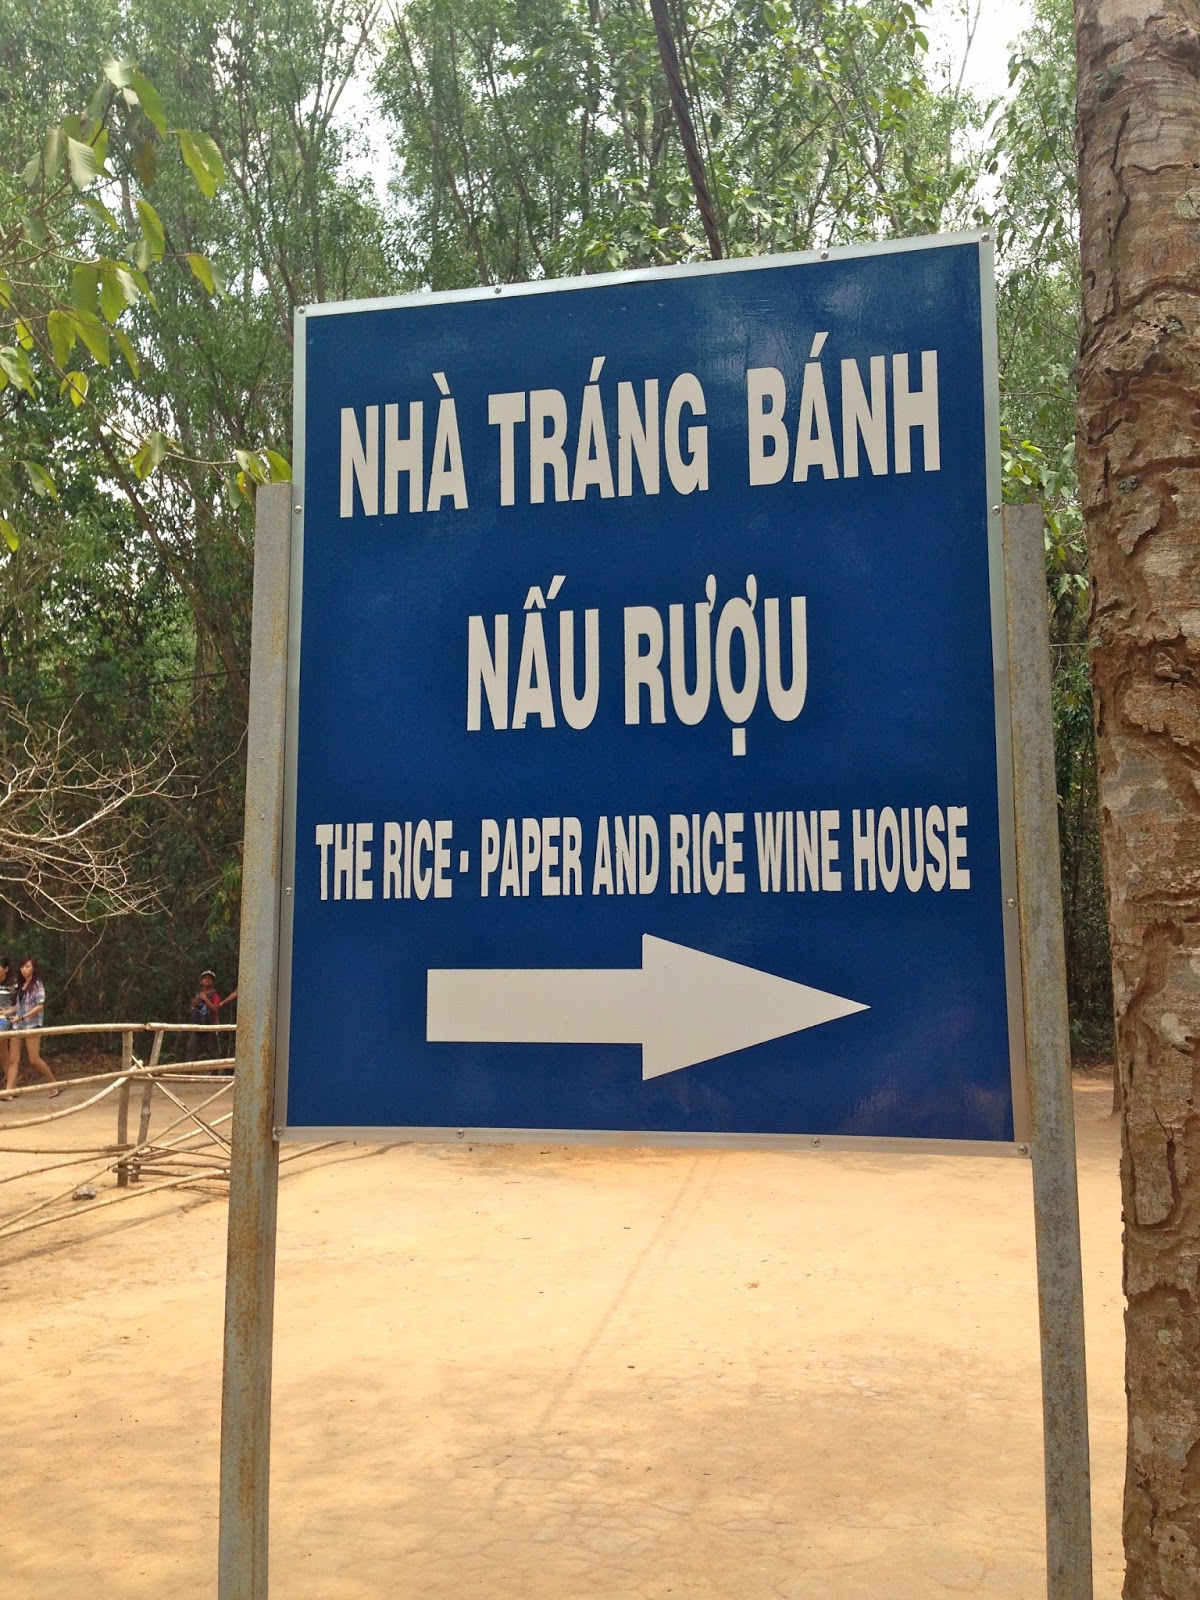 NHÀ TRÁNG BÁNH
NẤU RƯỢU
THE RICE - PAPER AND RICE WINE HOUSE